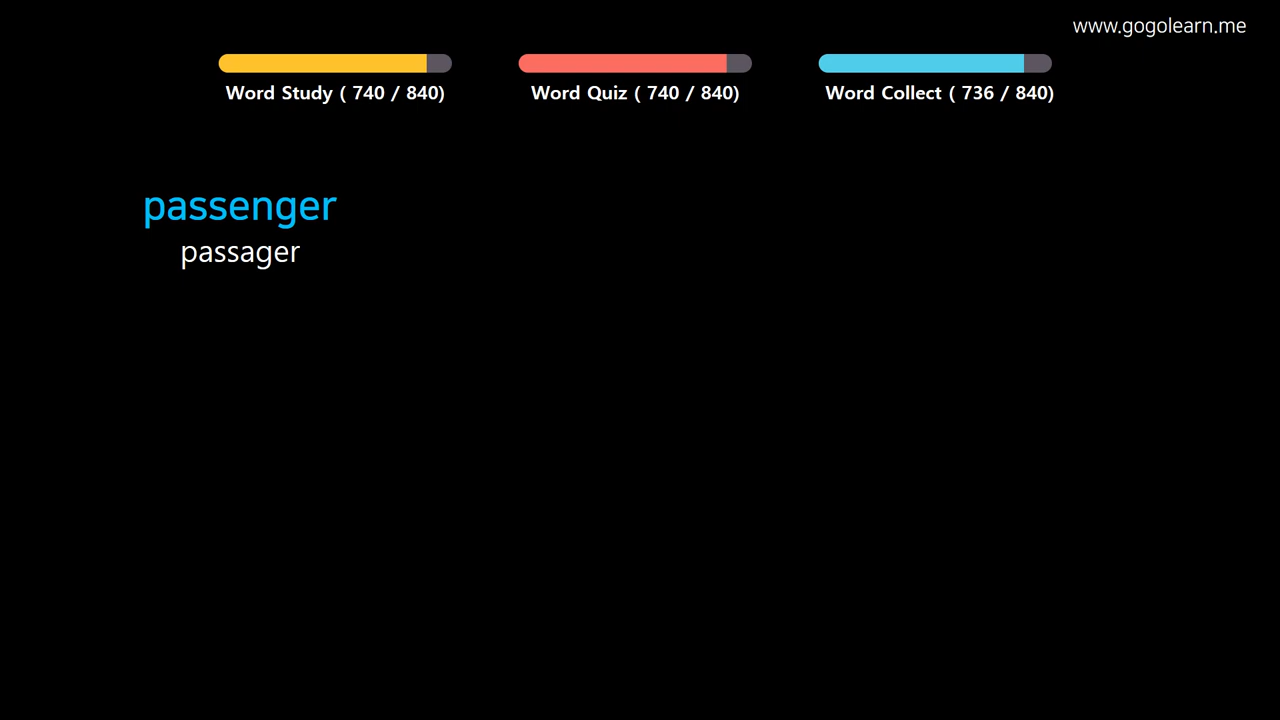 www.gogolearn.me
Word Study ( 740 / 840)
Word Quiz ( 740 / 840)
Word Collect ( 736 / 840)
passenger
passager